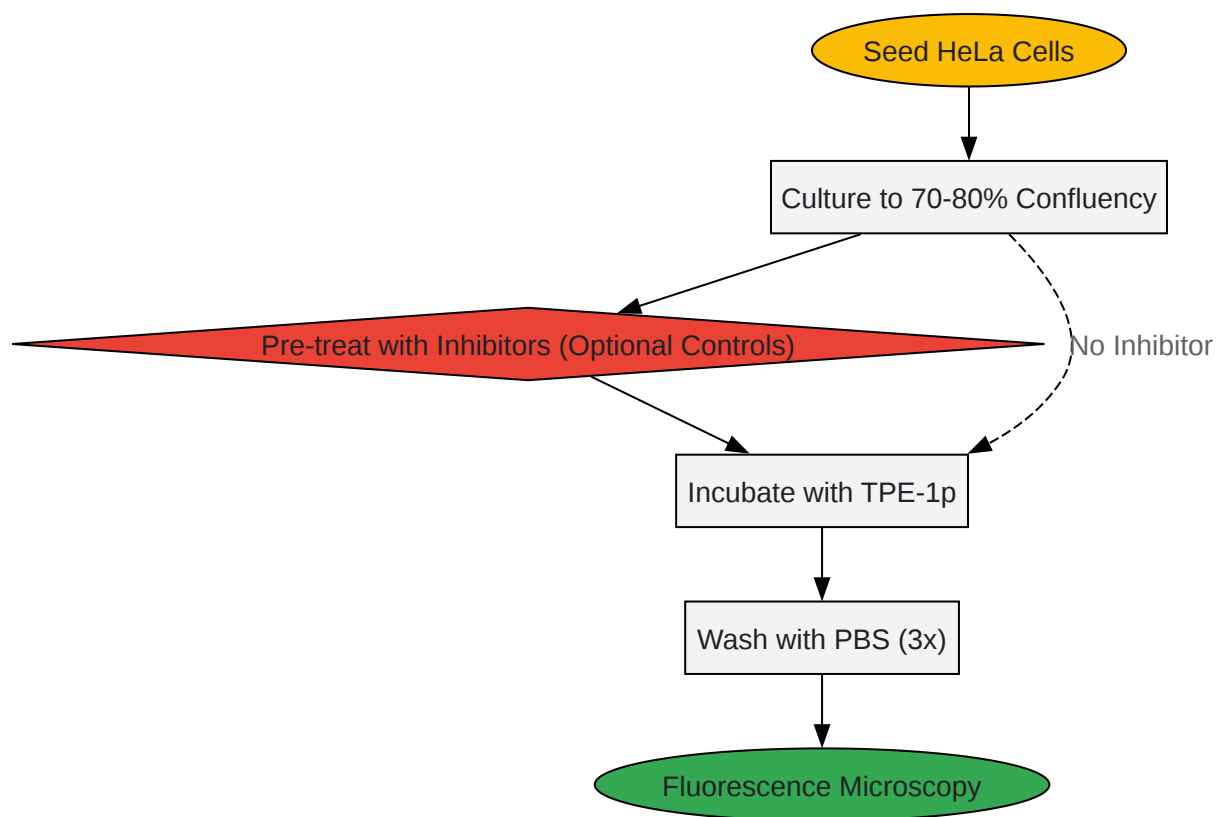 Seed HeLa Cells
Culture to 70-80% Confluency
Pre-treat with Inhibitors (Optional Controls)
No Inhibitor
Incubate with TPE-1p
Wash with PBS (3x)
Fluorescence Microscopy